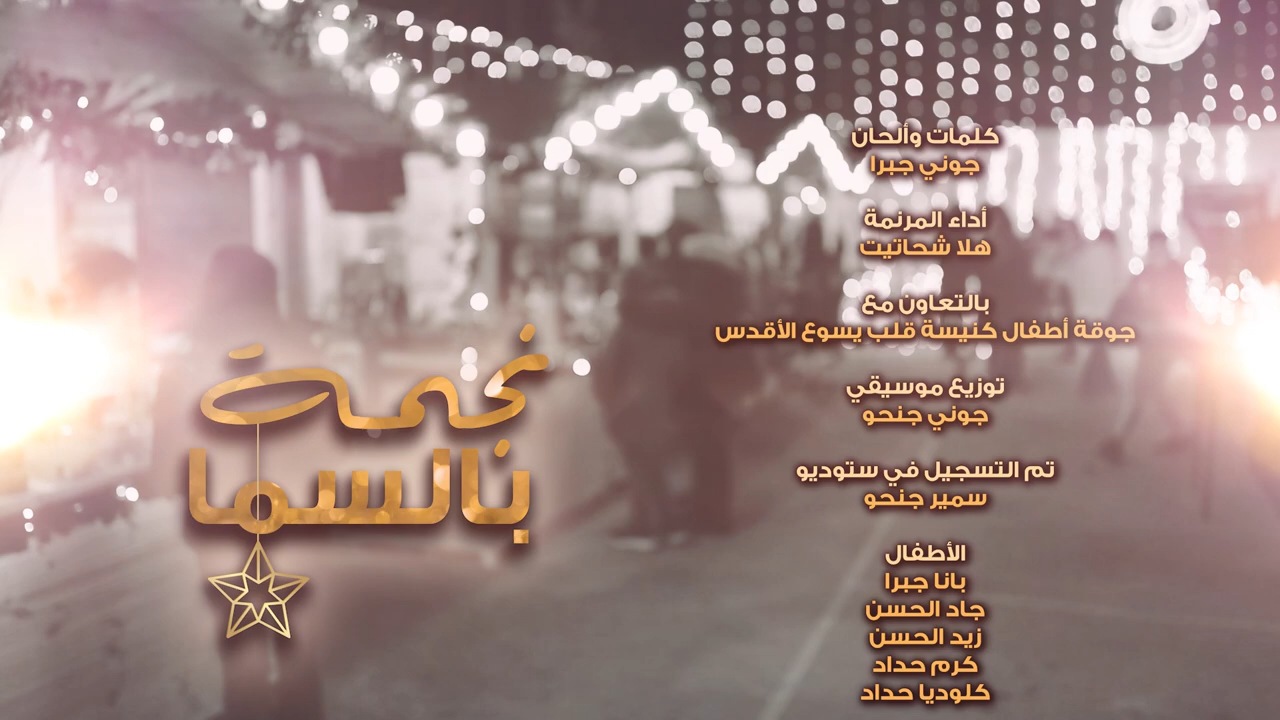 نجمة
بالسما
كلمات وألحان
جوني جبرا
أداء المرنمة
هلا شحاتيت
بالتعاون مع
جوقة أطفال كنيسة قلب يسوع الأقدس
توزيع موسيقي
جوني جنحو
تم التسجيل في ستوديو
سمير جنحو
الأطفال
بانا جبرا
جاد الحسن
زيد الحسن
كرم حداد
كلوديا حداد